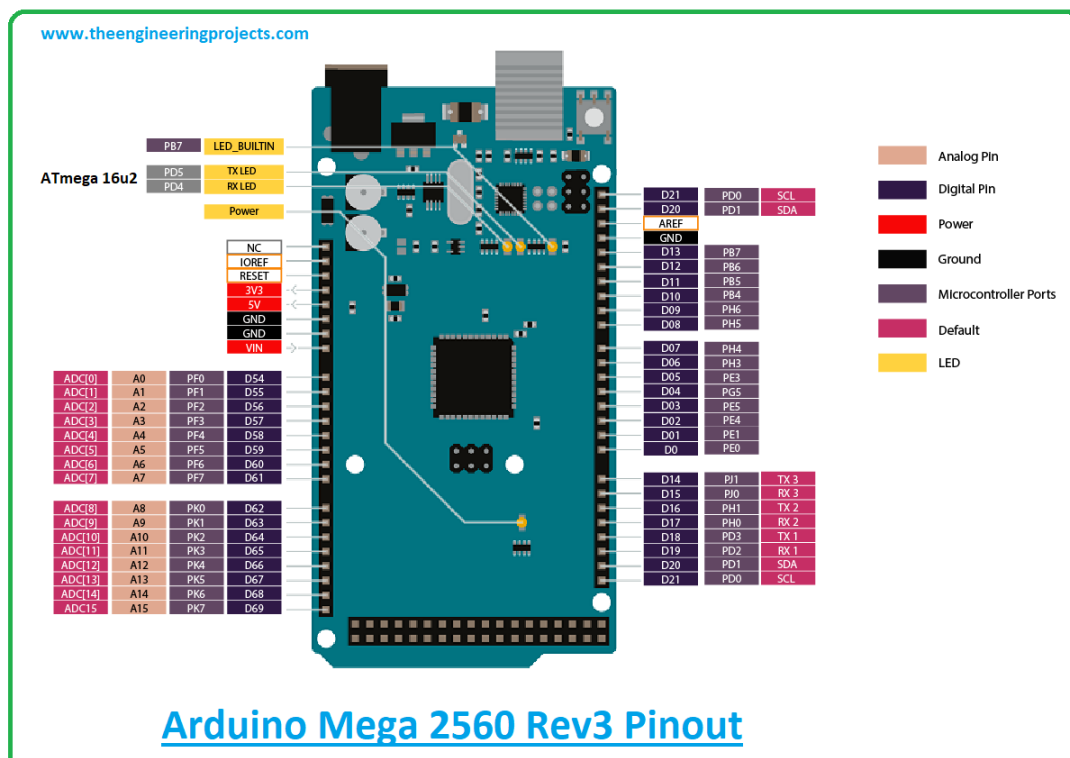 www.theengineeringprojects.com
PB7 LED_BUILTIN
ATmega 16u2
PD5 TX LED
PD4 RX LED
Power
NC
IOREF
RESET
3V3
5V
GND
GND
VIN
ADC[0] A0 PF0 D54
ADC[1] A1 PF1 D55
ADC[2] A2 PF2 D56
ADC[3] A3 PF3 D57
ADC[4] A4 PF4 D58
ADC[5] A5 PF5 D59
ADC[6] A6 PF6 D60
ADC[7] A7 PF7 D61
ADC[8] A8 PK0 D62
ADC[9] A9 PK1 D63
ADC[10] A10 PK2 D64
ADC[11] A11 PK3 D65
ADC[12] A12 PK4 D66
ADC[13] A13 PK5 D67
ADC[14] A14 PK6 D68
ADC15 A15 PK7 D69
D21 PD0 SCL
D20 PD1 SDA
AREF
GND
D13 PB7
D12 PB6
D11 PB5
D10 PB4
D09 PH6
D08 PH5
D07 PH4
D06 PH3
D05 PE3
D04 PG5
D03 PE5
D02 PE4
D01 PE1
D0 PE0
D14 PJ1 TX 3
D15 PJ0 RX 3
D16 PH1 TX 2
D17 PH0 RX 2
D18 PD3 TX 1
D19 PD2 RX 1
D20 PD1 SDA
D21 PD0 SCL
Analog Pin
Digital Pin
Power
Ground
Microcontroller Ports
Default
LED
Arduino Mega 2560 Rev3 Pinout